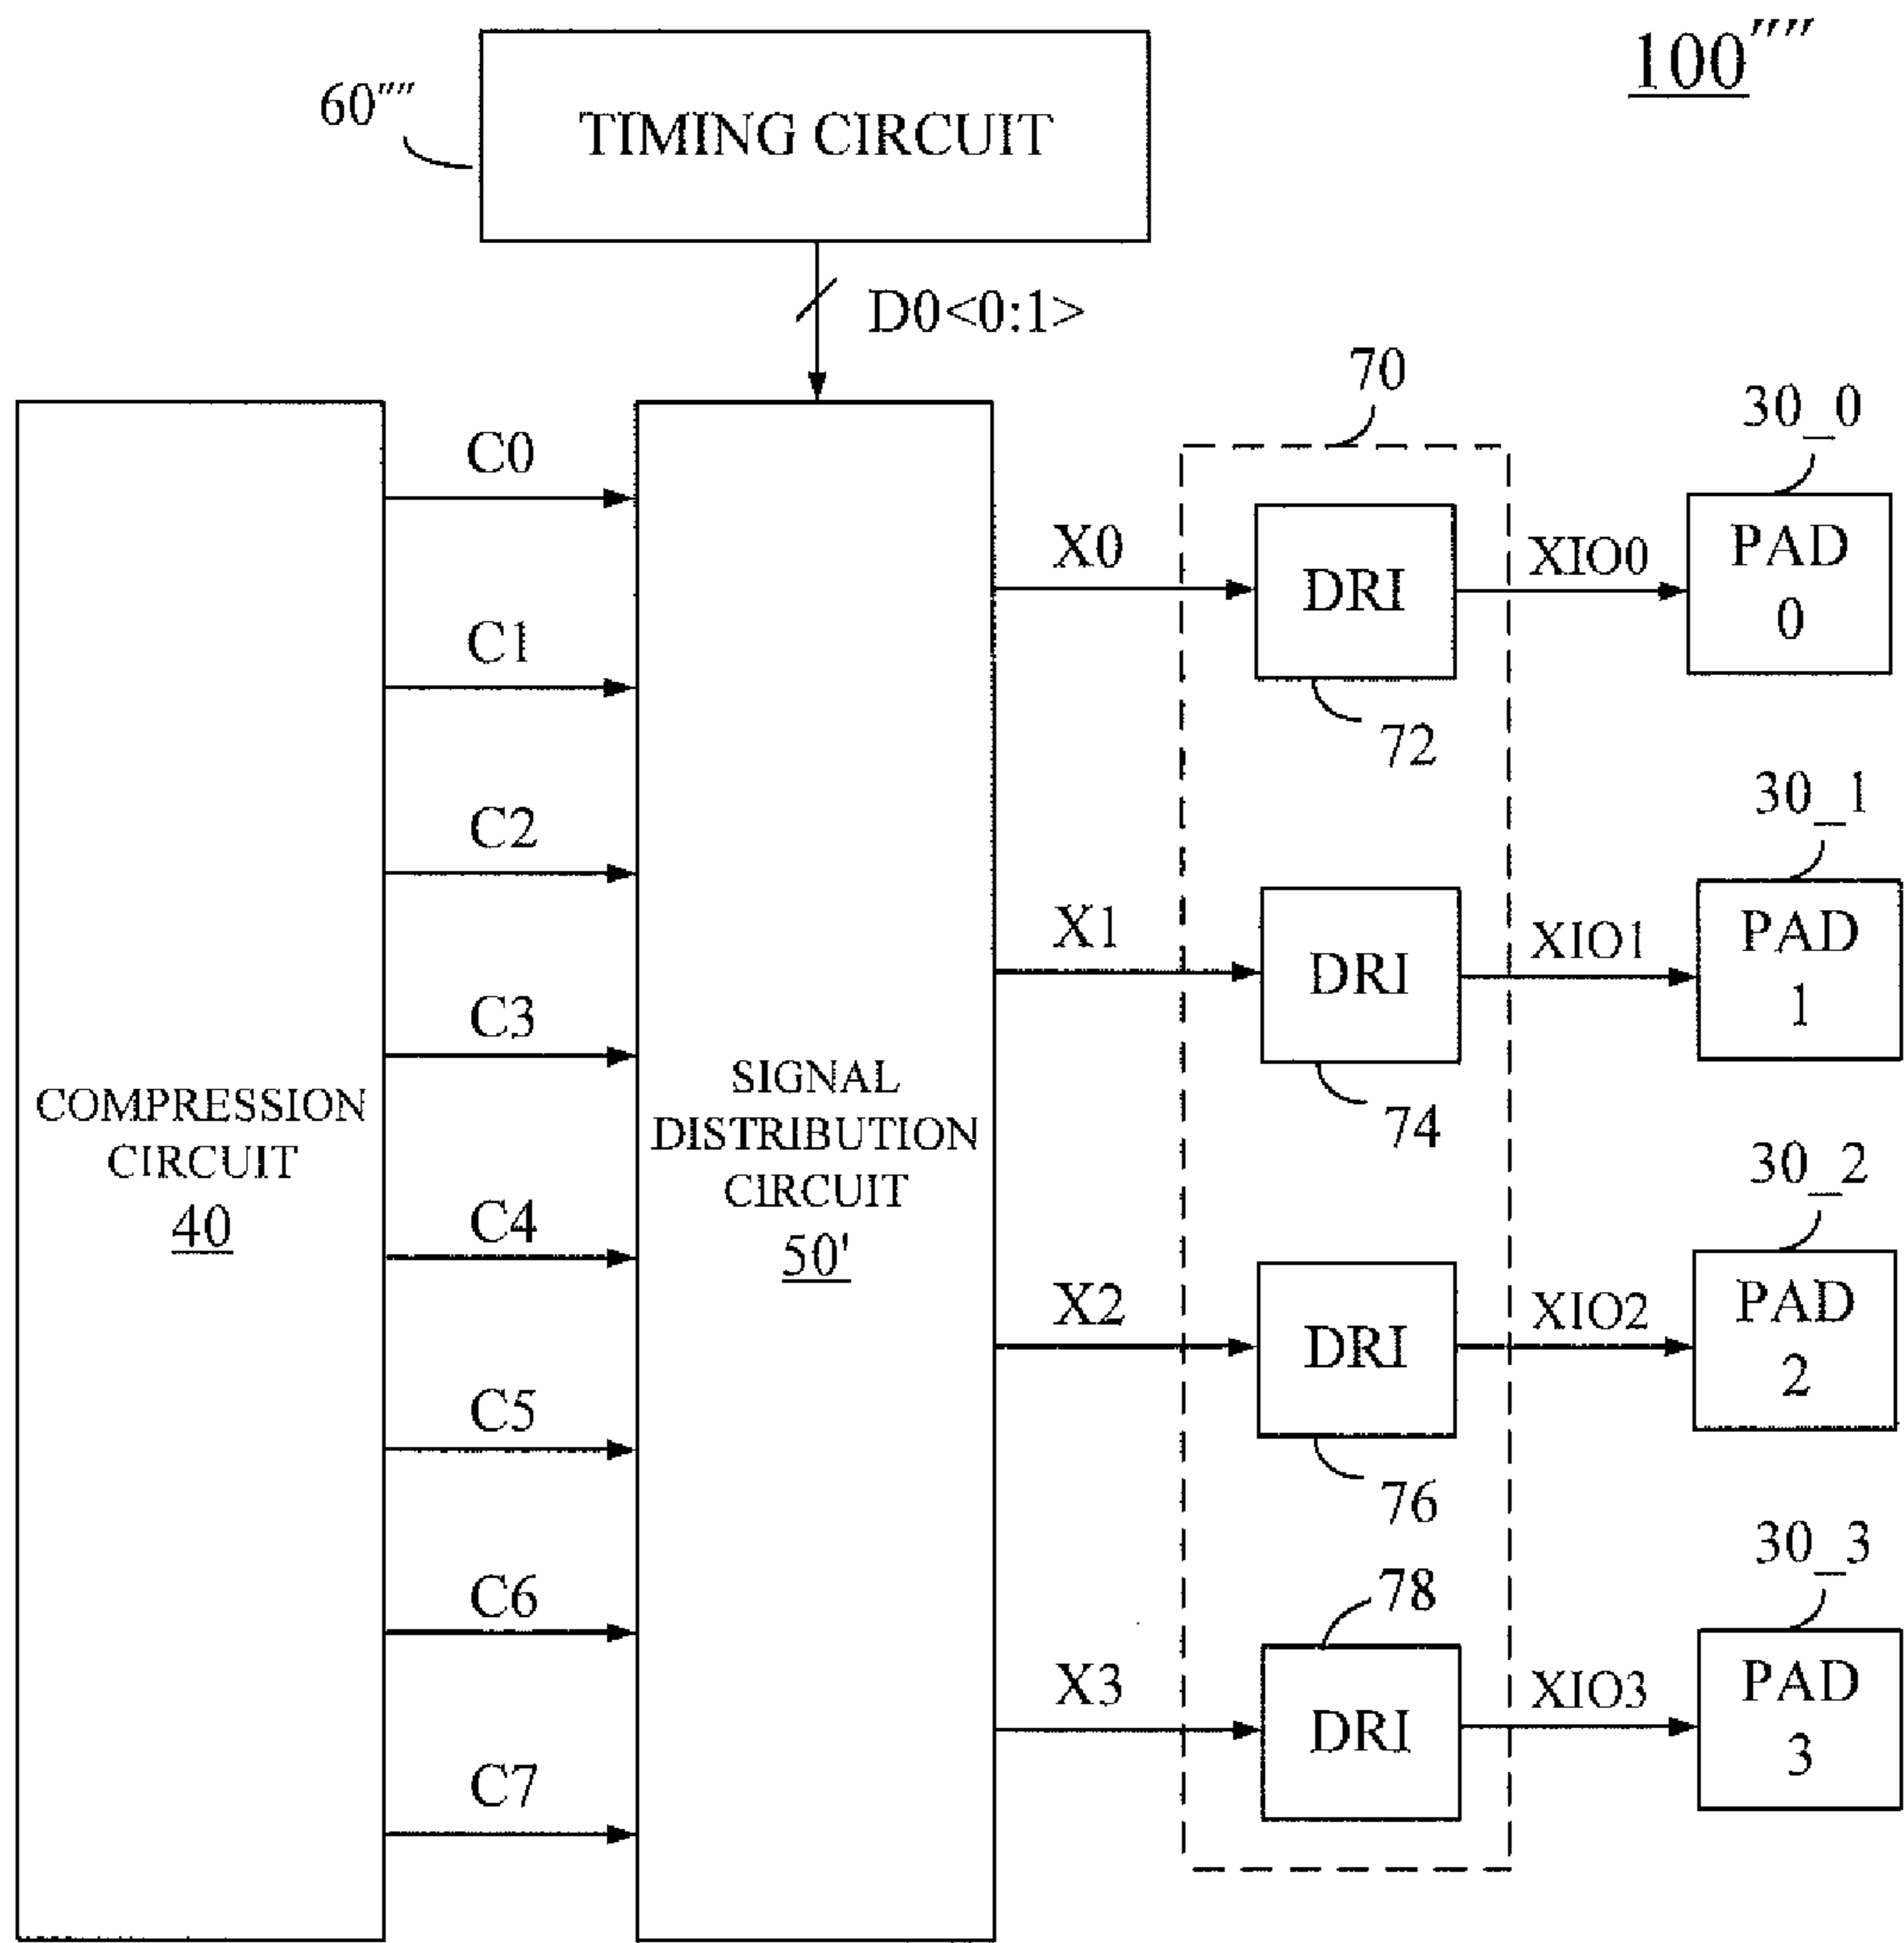 100""
60""
TIMING CIRCUIT
D0<0:1>
70
30_0
C0
X0
DRI
XIO0
PAD
0
72
C1
30_1
C2
X1
DRI
XIO1
PAD
1
74
C3
COMPRESSION
CIRCUIT
40
SIGNAL
DISTRIBUTION
CIRCUIT
50'
30_2
C4
X2
DRI
XIO2
PAD
2
76
C5
30_3
C6
78
X3
DRI
XIO3
PAD
3
C7